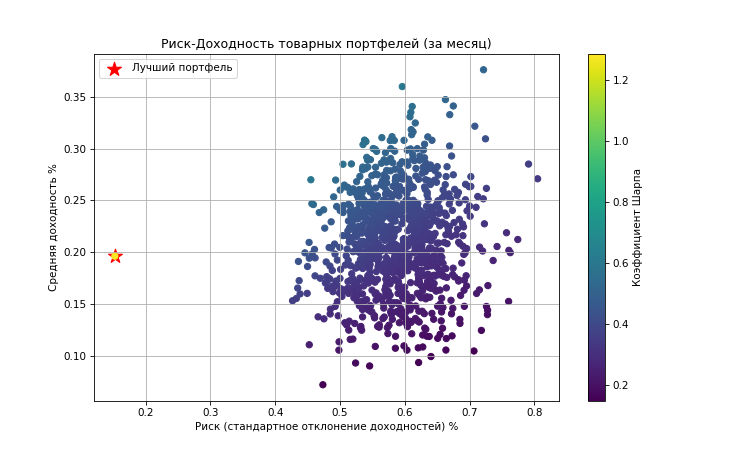 Риск-Доходность товарных портфелей (за месяц)
Лучший портфель
Средняя доходность %
0.35
0.30
0.25
0.20
0.15
0.10
0.2 0.3 0.4 0.5 0.6 0.7 0.8
Риск (стандартное отклонение доходностей) %
1.2
1.0
0.8
0.6
0.4
0.2
Коэффициент Шарпа